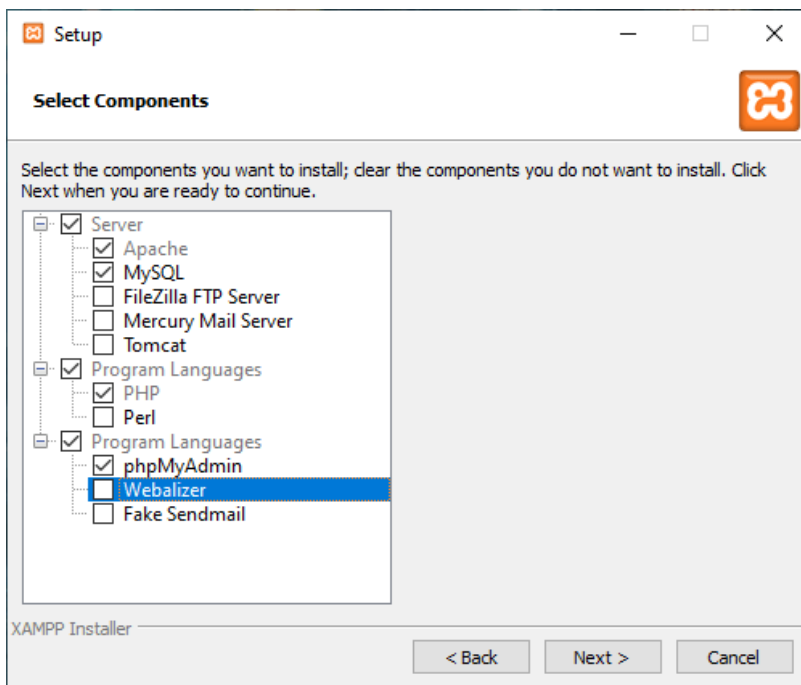 Setup
Select Components
Select the components you want to install; clear the components you do not want to install. Click
Next when you are ready to continue.
Server
Apache
MySQL
FileZilla FTP Server
Mercury Mail Server
Tomcat
Program Languages
PHP
Perl
Program Languages
phpMyAdmin
Webalizer
Fake Sendmail
XAMPP Installer
< Back
Next >
Cancel